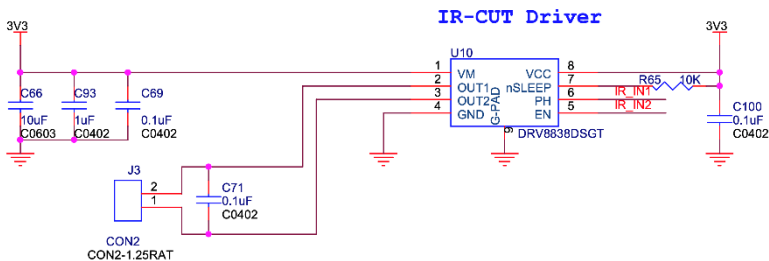 IR-CUT Driver
3V3
3V3
U10
1 VM VCC 8
2 OUT1 nSLEEP 7 R65 10K
3 OUT2 PH 6 IR_IN1
4 GND EN 5 IR_IN2
G-PAD
9
DRV8838DSGT
C66
10uF
C0603
C93
1uF
C0402
C69
0.1uF
C0402
C100
0.1uF
C0402
J3
2
1
C71
0.1uF
C0402
CON2
CON2-1.25RAT